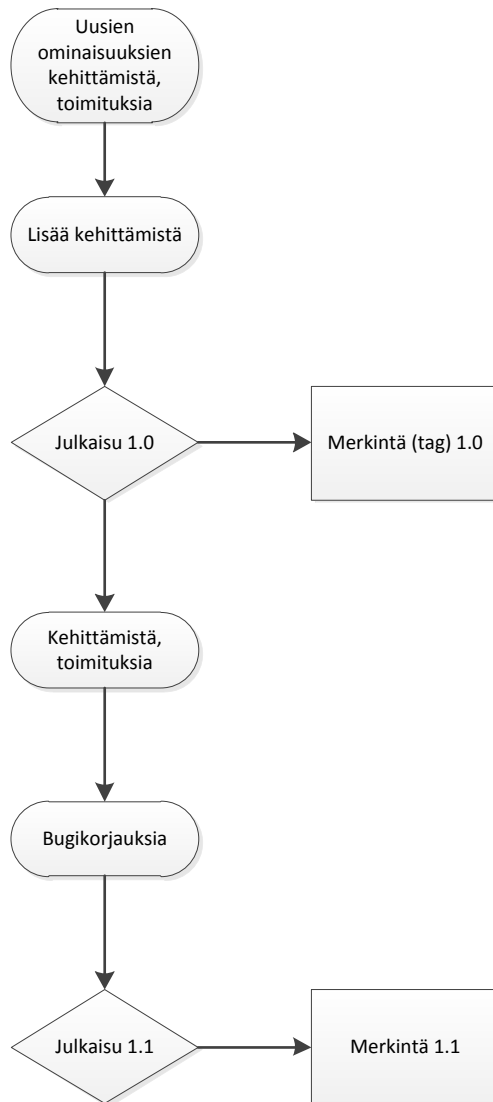 Uusien
ominaisuuksien
kehittämistä,
toimituksia
Lisää kehittämistä
Julkaisu 1.0
Merkintä (tag) 1.0
Kehittämistä,
toimituksia
Bugikorjauksia
Julkaisu 1.1
Merkintä 1.1